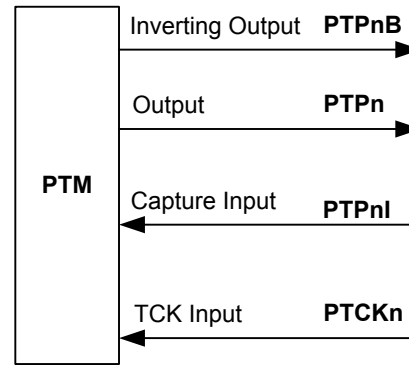 Inverting Output PTPnB
Output PTPn
PTM
Capture Input PTPnI
TCK Input PTCKn